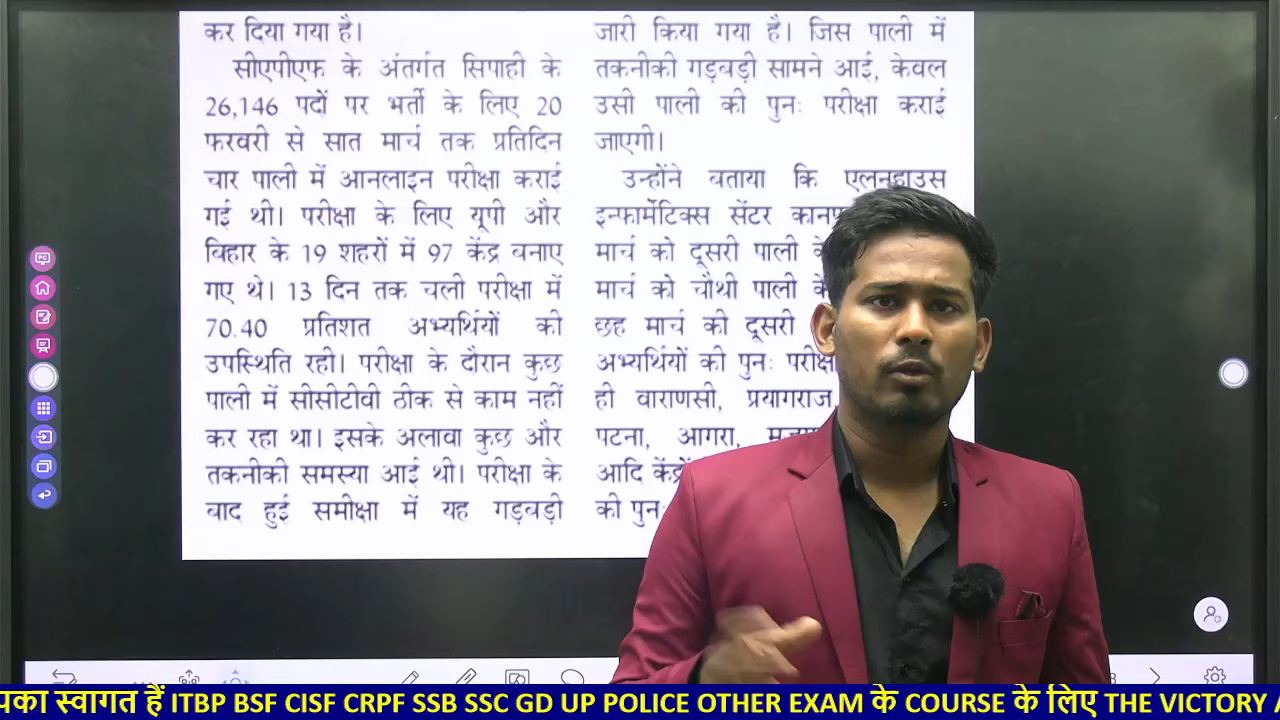 कर दिया गया है।
सीएपीएफ के अंतर्गत सिपाही के
26,146 पदों पर भर्ती के लिए 20
फरवरी से सात मार्च तक प्रतिदिन
चार पाली में आनलाइन परीक्षा कराई
गई थी। परीक्षा के लिए यूपी और
बिहार के 19 शहरों में 97 केंद्र बनाए
गए थे। 13 दिन तक चली परीक्षा में
70.40 प्रतिशत अभ्यर्थियों की
उपस्थिति रही। परीक्षा के दौरान कुछ
पाली में सीसीटीवी ठीक से काम नहीं
कर रहा था। इसके अलावा कुछ और
तकनीकी समस्या आई थी। परीक्षा के
बाद हुई समीक्षा में यह गड़बड़ी
जारी किया गया है। जिस पाली में
तकनीकी गड़बड़ी सामने आई, केवल
उसी पाली की पुनः परीक्षा कराई
जाएगी।
उन्होंने बताया कि एलनहाउस
इन्फार्मेटिक्स सेंटर
मार्च को दूसरी पाली
मार्च को चौथी पाली
छह मार्च की दूसरी
अभ्यर्थियों की पुनः
ही वाराणसी, प्रयागराज
पटना, आगरा,
आदि
की
पका स्वागत हैं ITBP BSF CISF CRPF SSB SSC GD UP POLICE OTHER EXAM के COURSE के लिए THE VICTORY